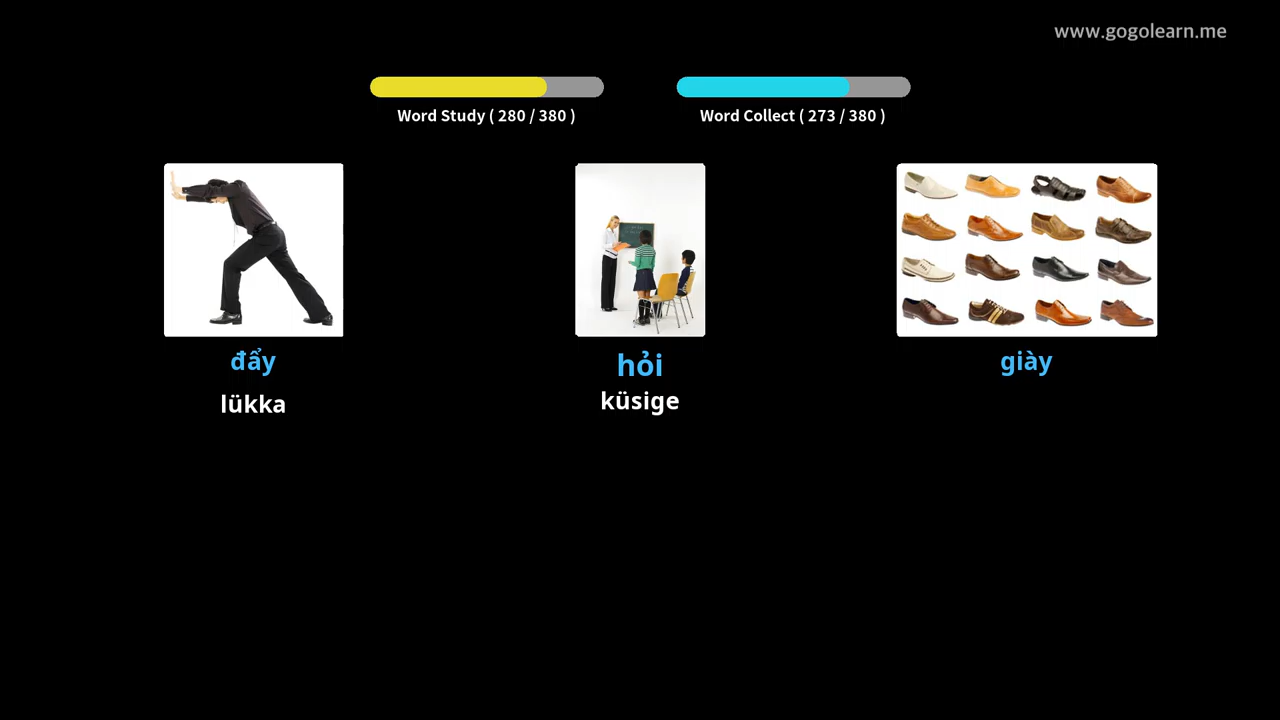 www.gogolearn.me
Word Study ( 280 / 380 )
Word Collect ( 273 / 380 )
đẩy
hỏi
giày
lükka
küsige